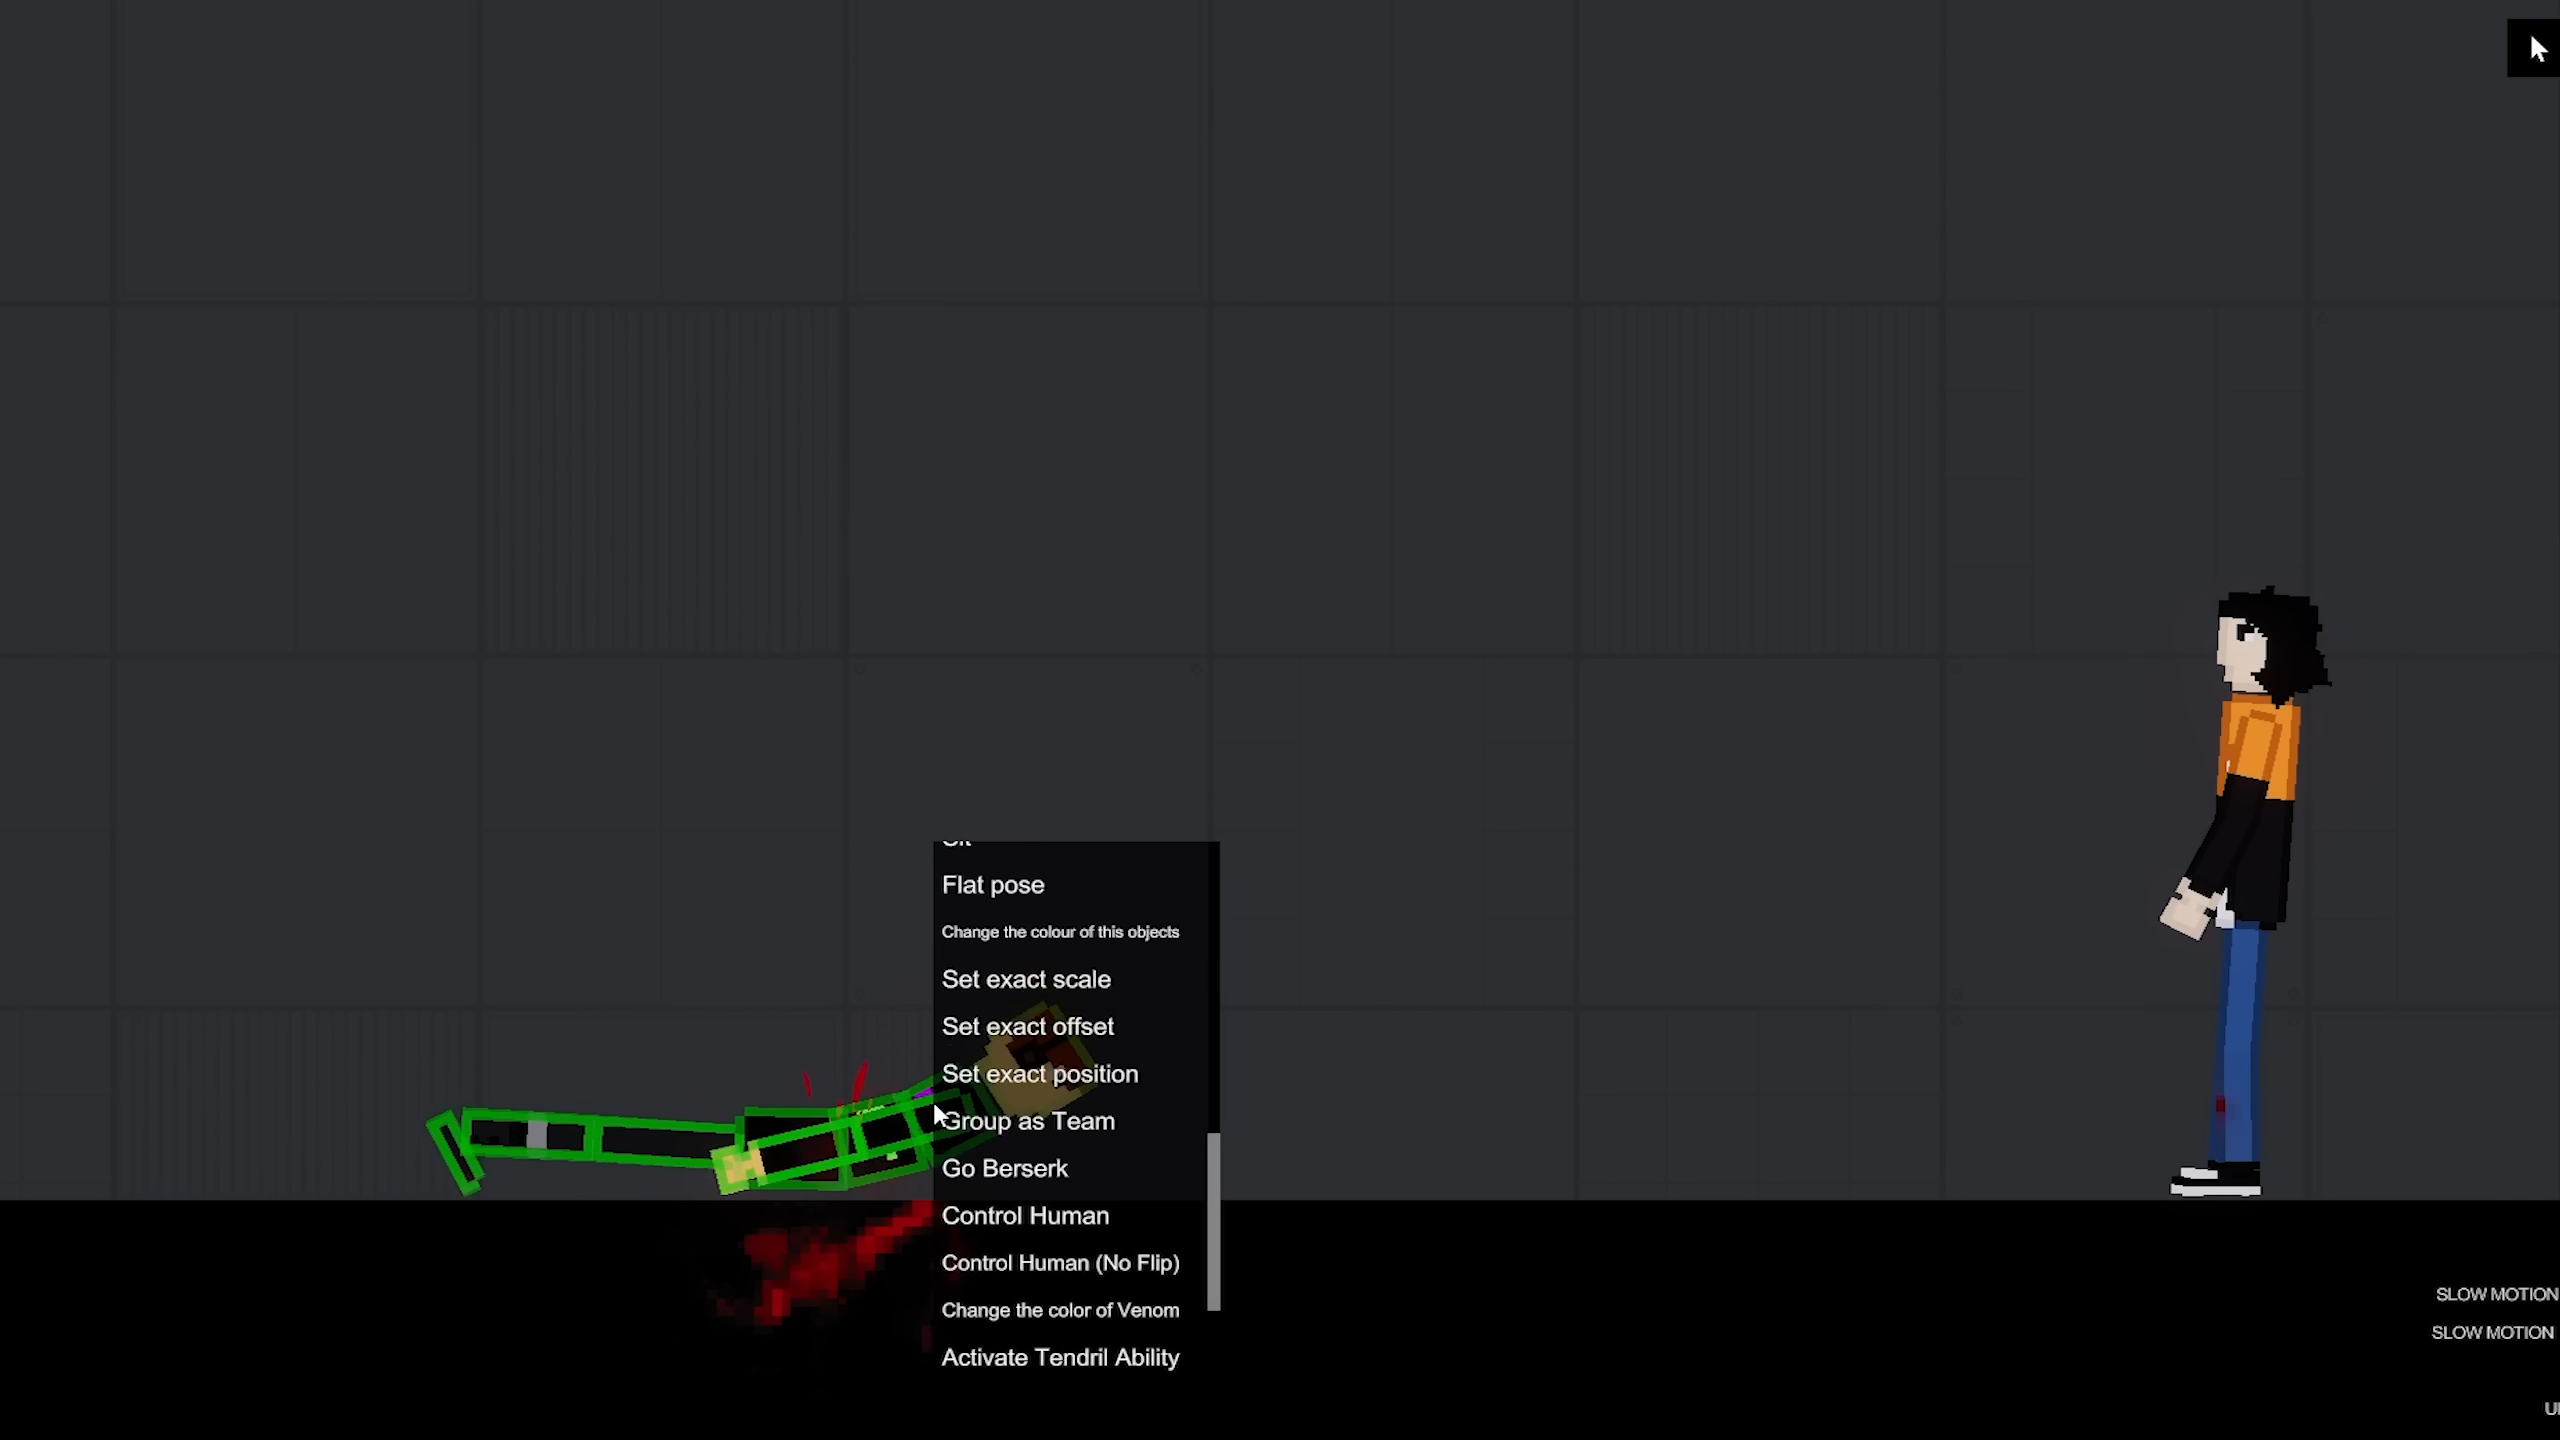 Sit
Flat pose
Change the colour of this objects
Set exact scale
Set exact offset
Set exact position
Group as Team
Go Berserk
Control Human
Control Human (No Flip)
Change the color of Venom
Activate Tendril Ability
SLOW MOTION
SLOW MOTION